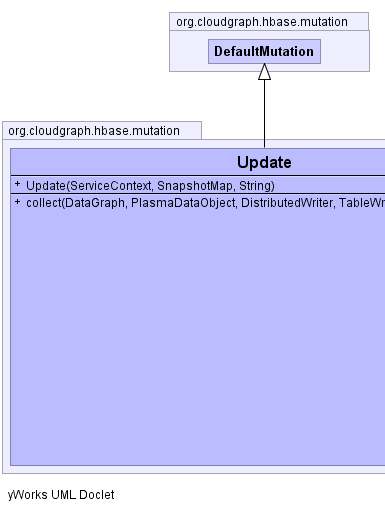 org.cloudgraph.hbase.mutation
DefaultMutation
org.cloudgraph.hbase.mutation
Update
+ Update(ServiceContext, SnapshotMap, String)
+ collect(DataGraph, PlasmaDataObject, DistributedWriter, TableWr
yWorks UML Doclet